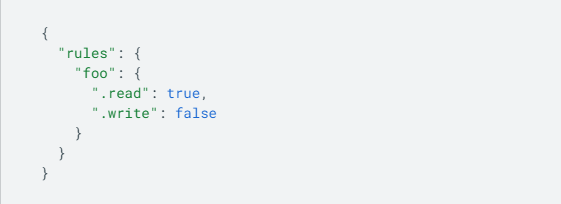 {
  "rules": {
    "foo": {
      ".read": true,
      ".write": false
    }
  }
}